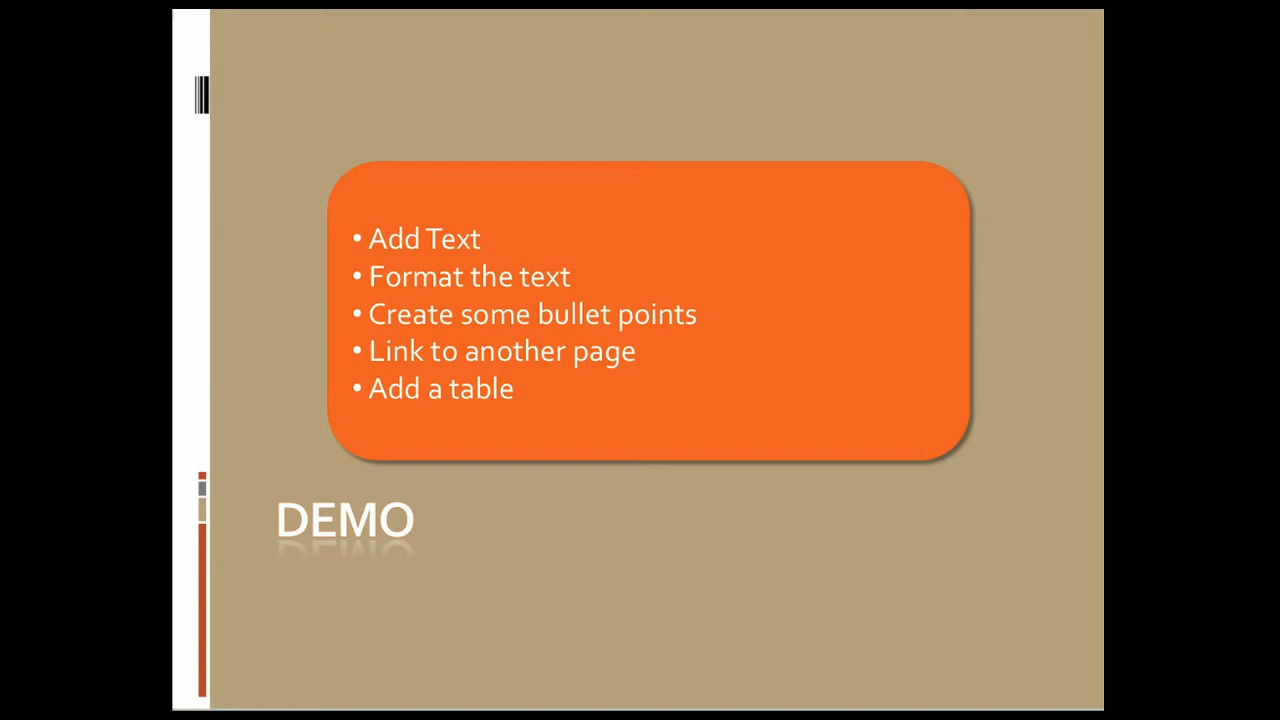 • Add Text
• Format the text
• Create some bullet points
• Link to another page
• Add a table
DEMO